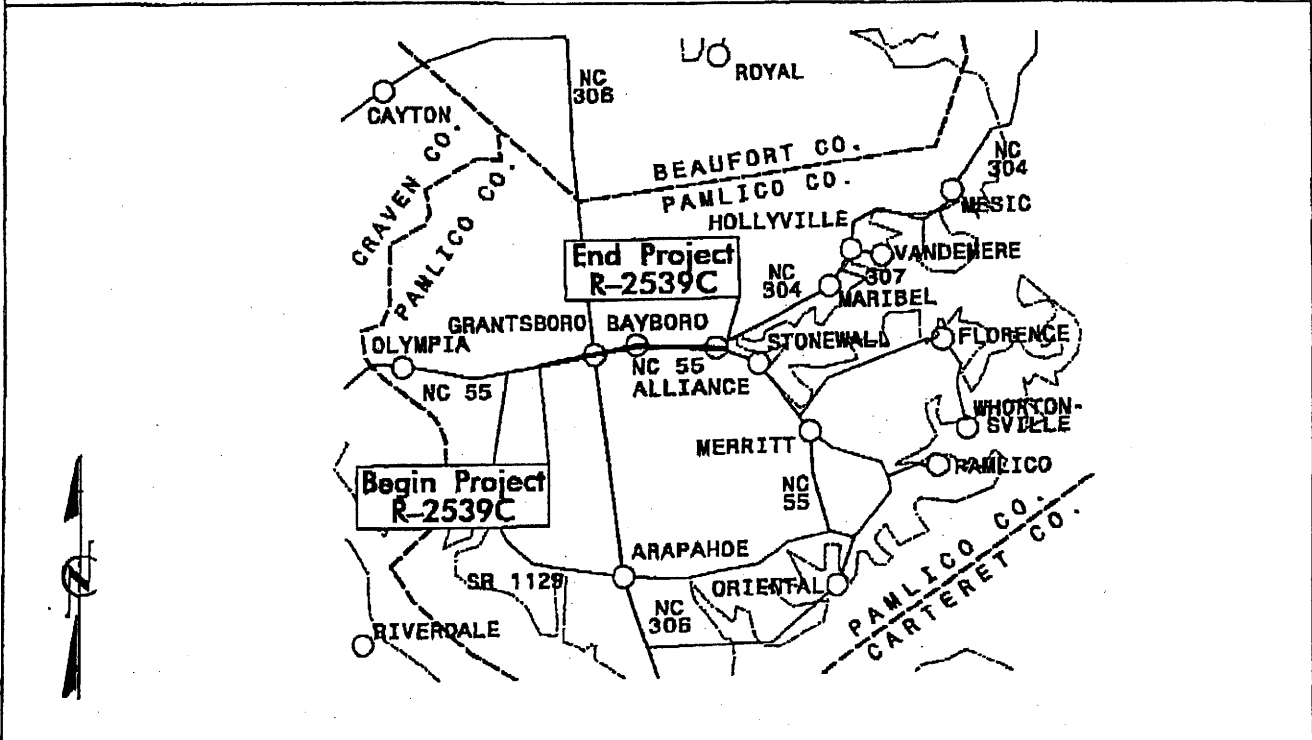 ROYAL
NC
306
CAYTON
CRAVEN CO.
PAMLICO CO.
BEAUFORT CO.
PAMLICO CO.
NC
304
MESIC
HOLLYVILLE
VANDEMERE
307
NC
304
MARIBEL
End Project
R-2539C
GRANTSBORO
BAYBORO
STONEWALL
FLORENCE
OLYMPIA
NC 55
NC 55
ALLIANCE
WHORTON-
SVILLE
MERRITT
PAMLICO
Begin Project
R-2539C
NC
55
PAMLICO CO.
CARTERET CO.
ARAPAHOE
ORIENTAL
SR 1129
NC
306
RIVERDALE
N